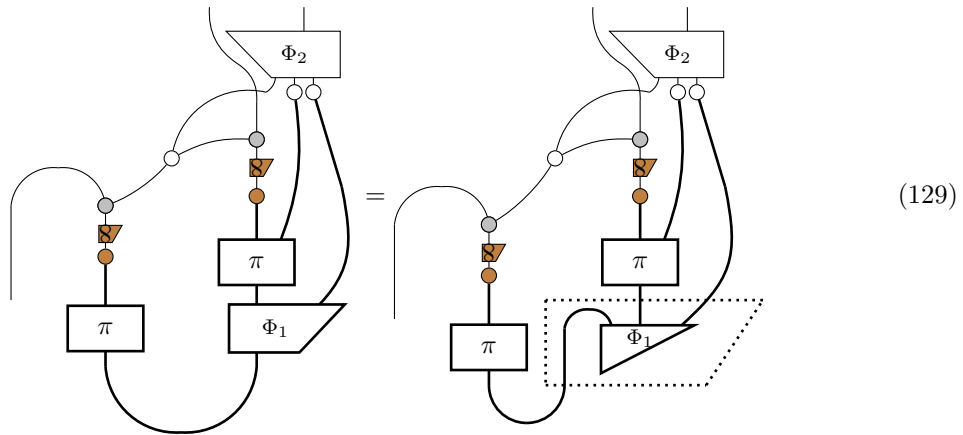 Φ₂ Φ₂
∞ ∞
= (129)
∞ ∞
π π
π Φ₁ π Φ₁